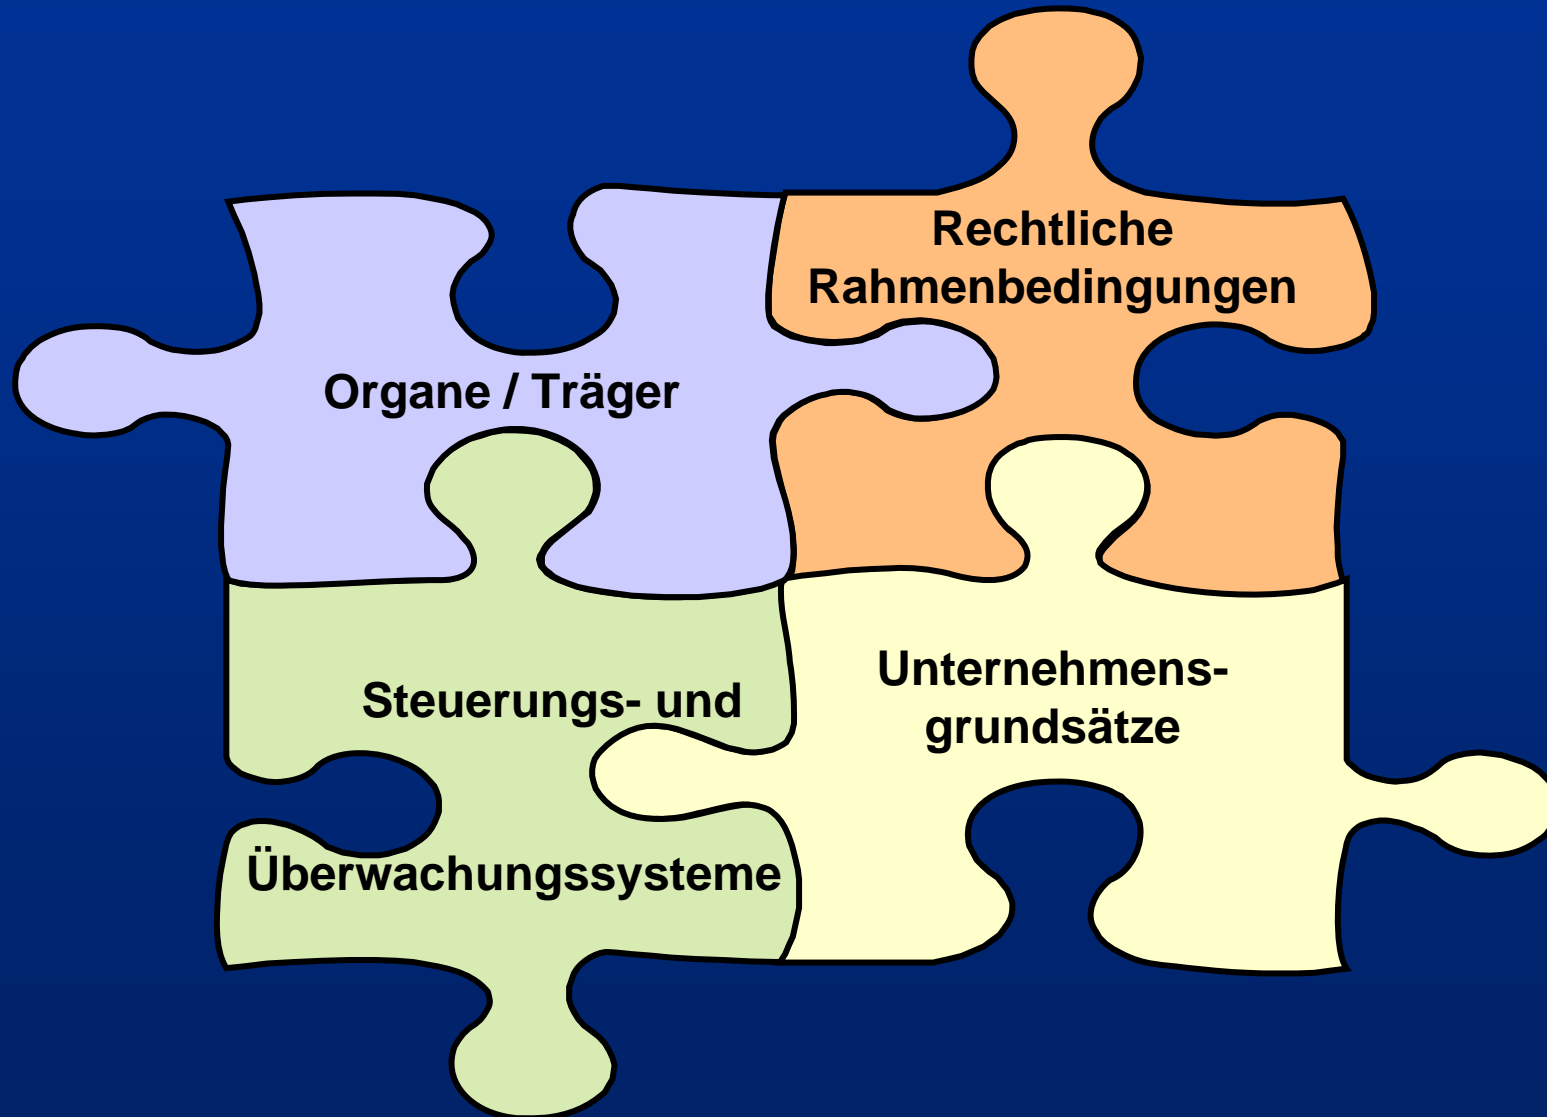 Rechtliche
Rahmenbedingungen
Organe / Träger
Steuerungs- und
Überwachungssysteme
Unternehmens-
grundsätze